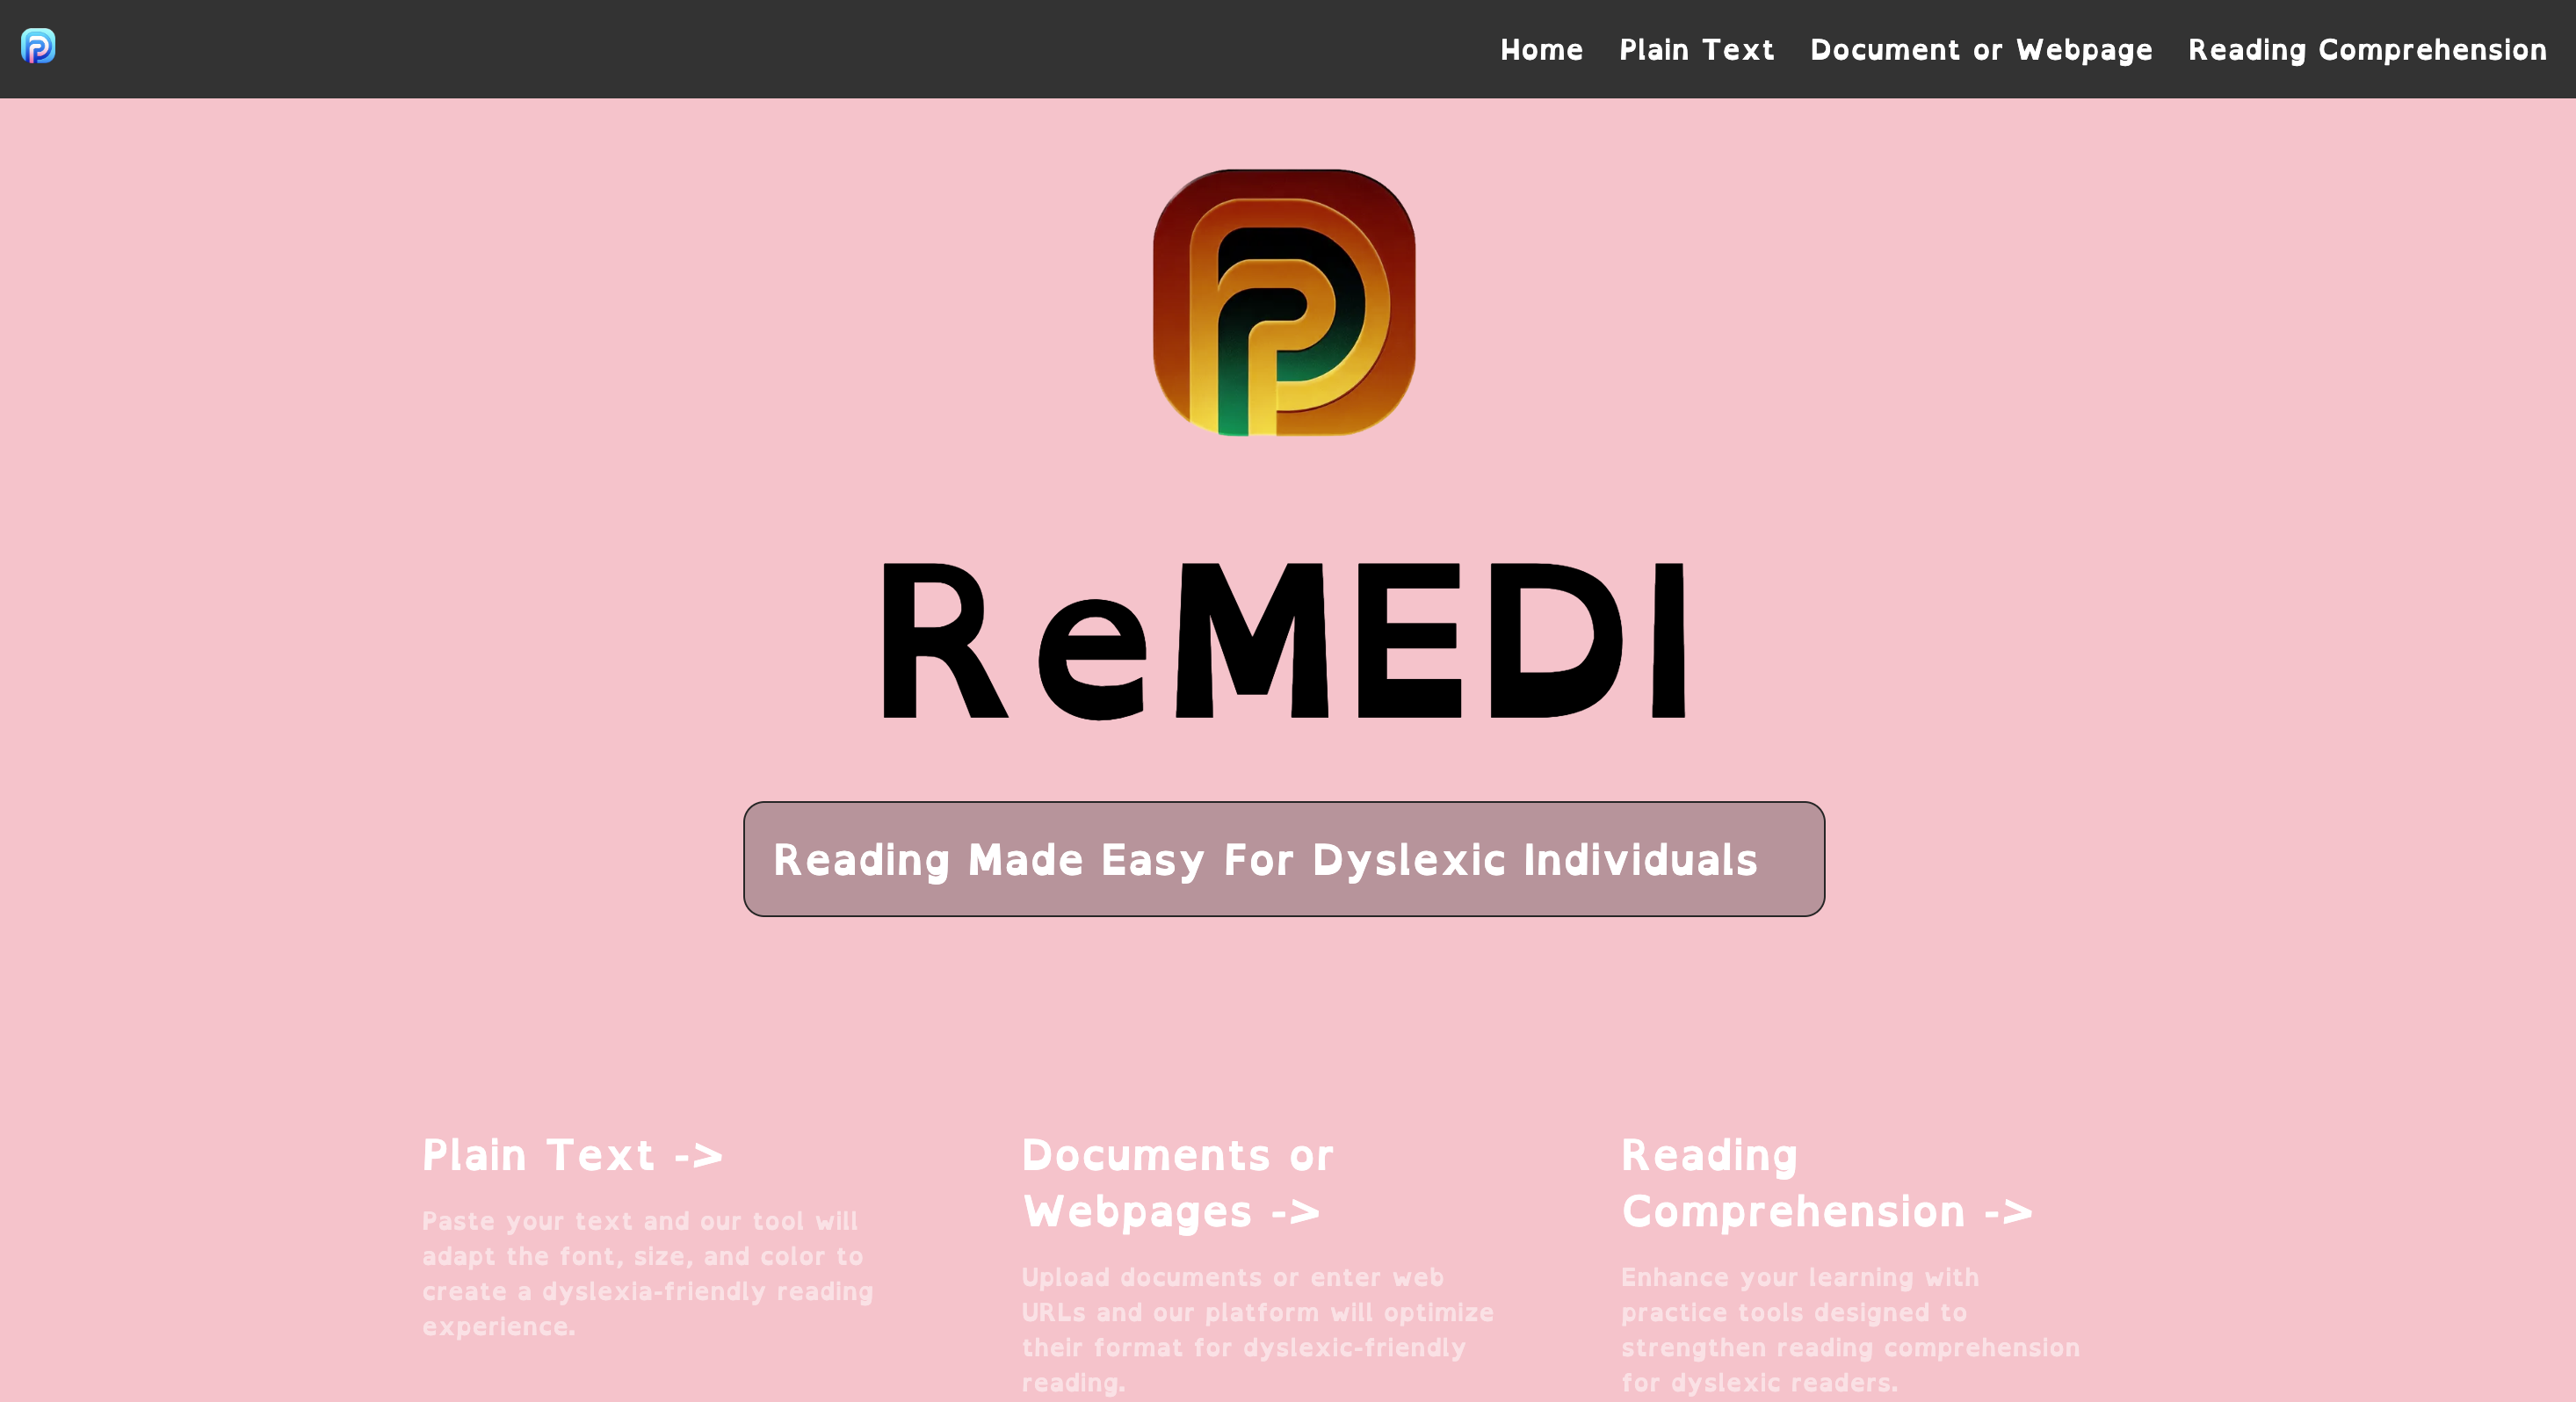 Home Plain Text Document or Webpage Reading Comprehension
ReMEDI
Reading Made Easy For Dyslexic Individuals
Plain Text ->
Paste your text and our tool will
adapt the font, size, and color to
create a dyslexia-friendly reading
experience.
Documents or
Webpages ->
Upload documents or enter web
URLs and our platform will optimize
their format for dyslexic-friendly
reading.
Reading
Comprehension ->
Enhance your learning with
practice tools designed to
strengthen reading comprehension
for dyslexic readers.